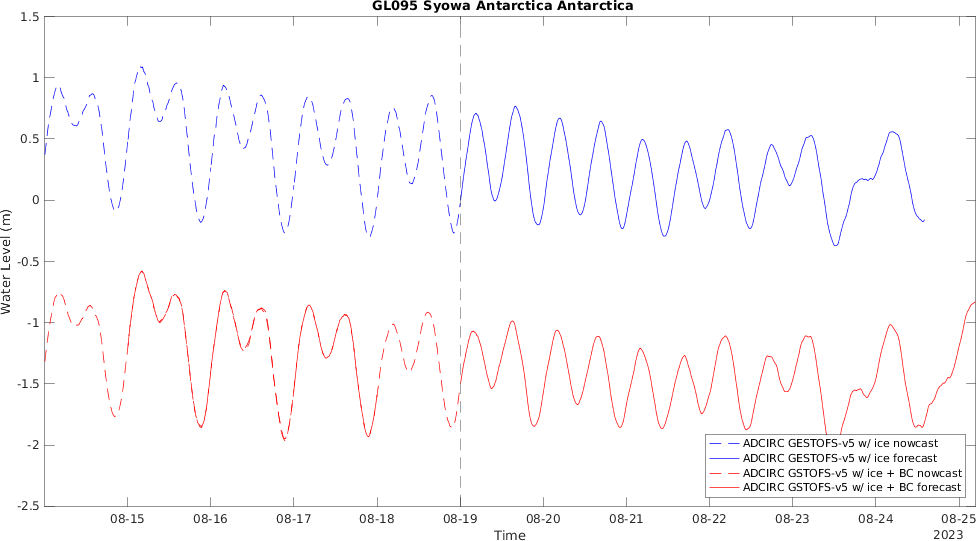 GL095 Syowa Antarctica Antarctica
1.5
1
0.5
0
-0.5
-1
-1.5
-2
-2.5
Water Level (m)
ADCIRC GESTOFS-v5 w/ ice nowcast
ADCIRC GESTOFS-v5 w/ ice forecast
ADCIRC GSTOFS-v5 w/ ice + BC nowcast
ADCIRC GSTOFS-v5 w/ ice + BC forecast
08-15 08-16 08-17 08-18 08-19 08-20 08-21 08-22 08-23 08-24 08-25
Time
2023